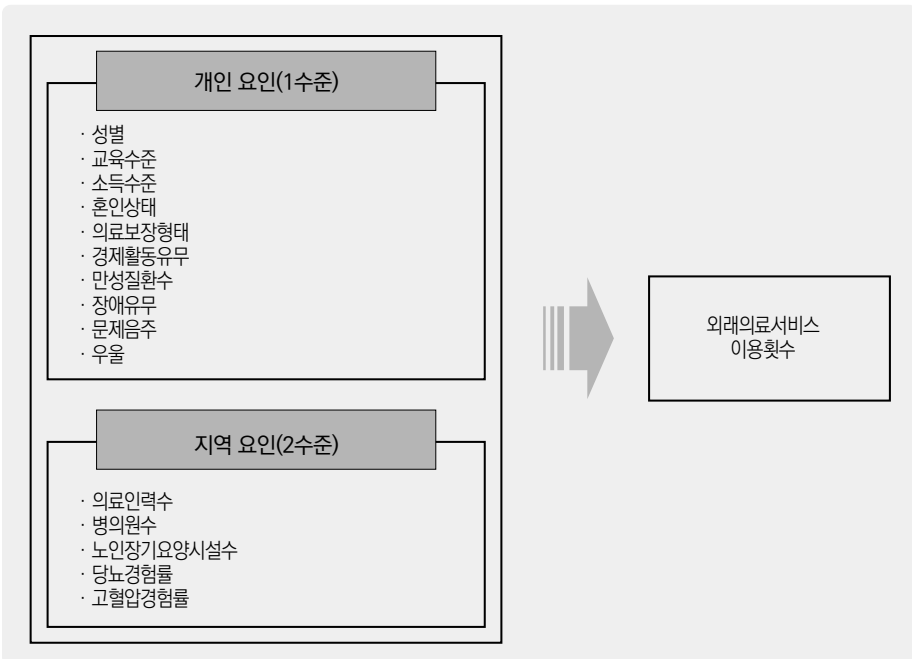 개인 요인(1수준)
· 성별
· 교육수준
· 소득수준
· 혼인상태
· 의료보장형태
· 경제활동유무
· 만성질환수
· 장애유무
· 문제음주
· 우울
외래의료서비스
이용횟수
지역 요인(2수준)
· 의료인력수
· 병의원수
· 노인장기요양시설수
· 당뇨경험률
· 고혈압경험률